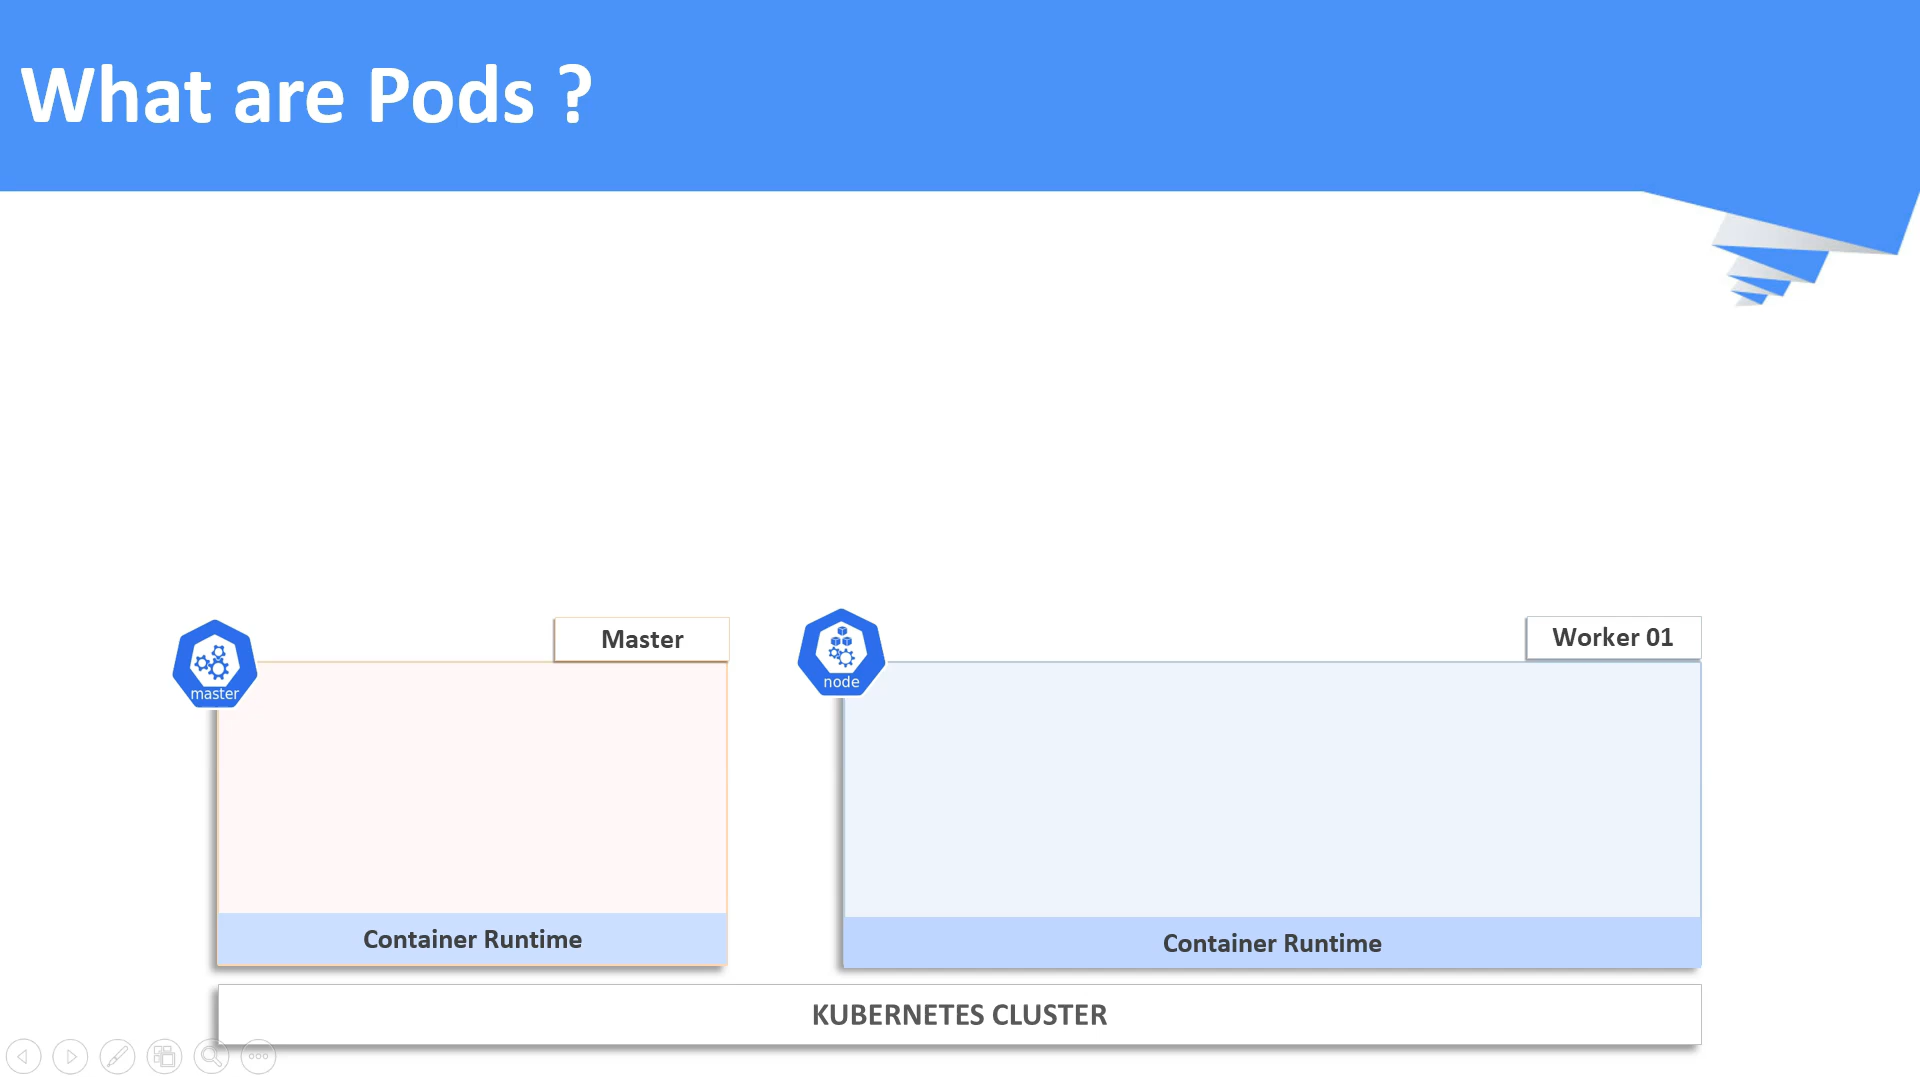 What are Pods ?
Master
Worker 01
master
node
Container Runtime
Container Runtime
KUBERNETES CLUSTER